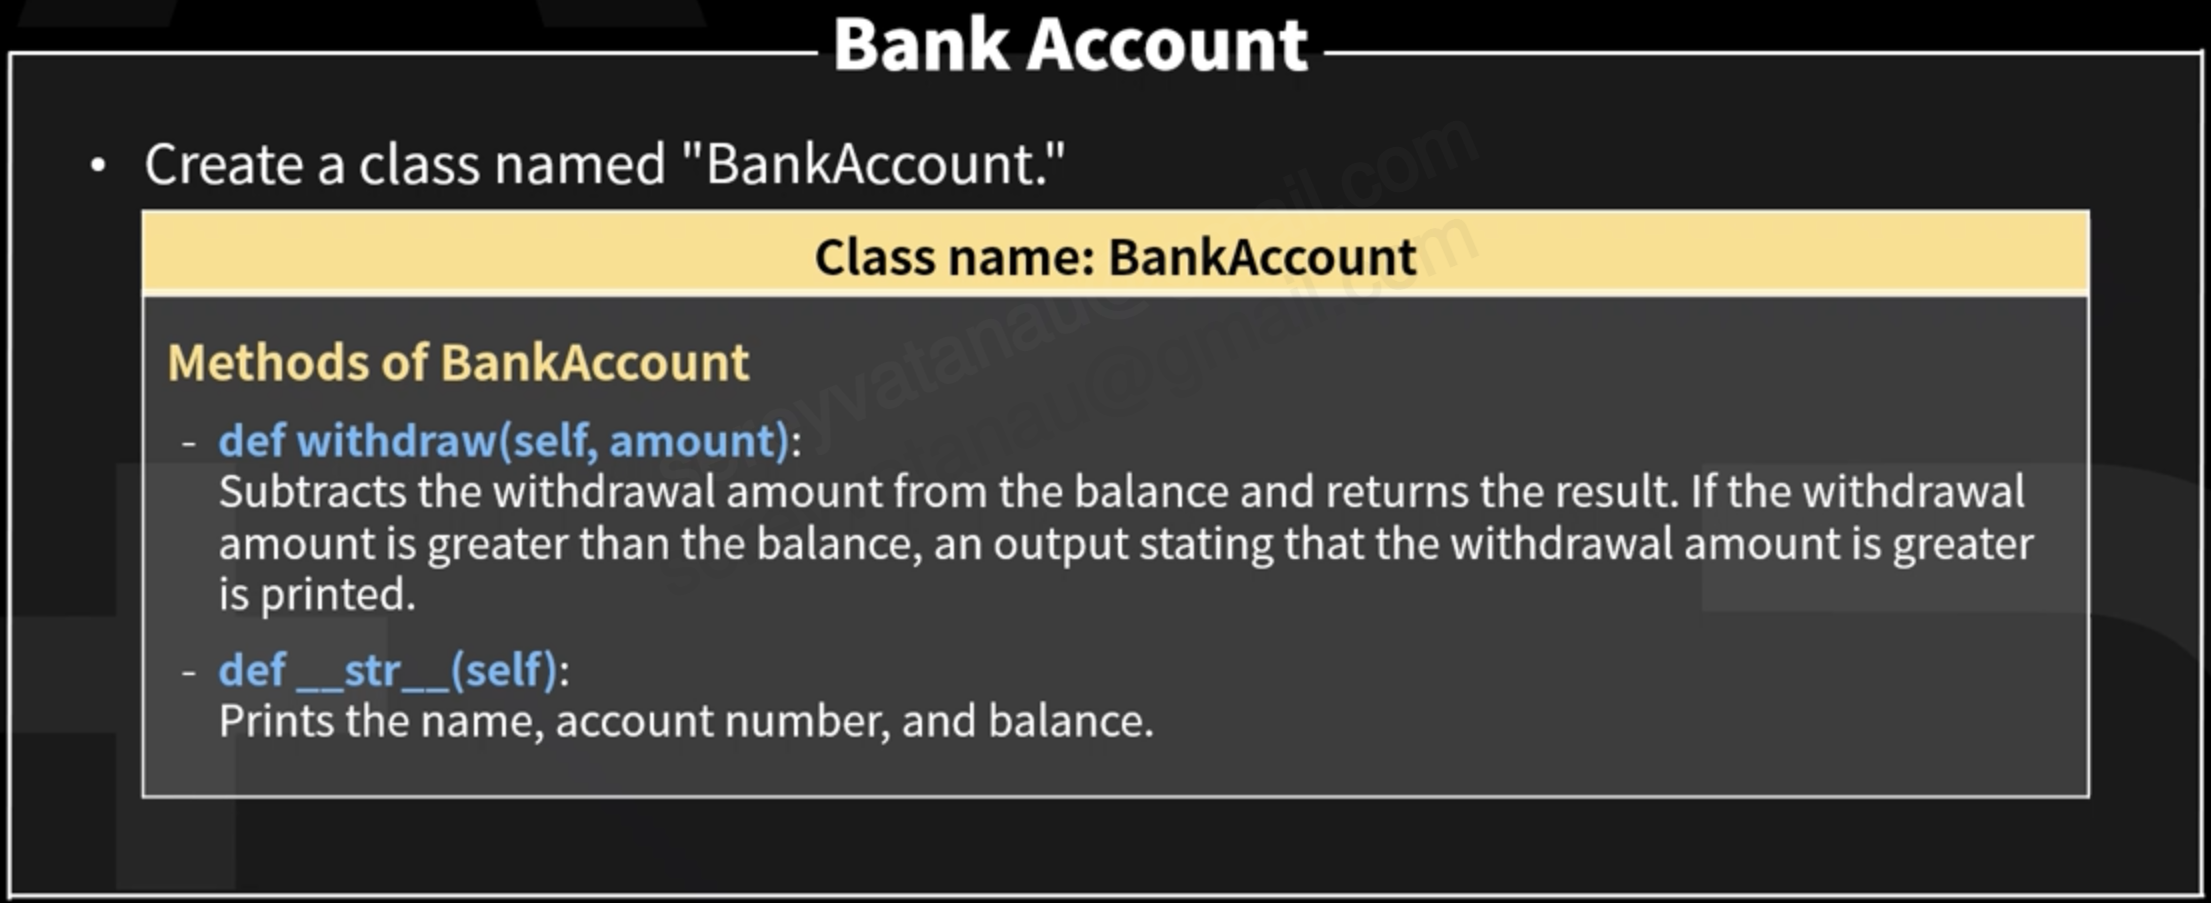 Bank Account
• Create a class named "BankAccount."
Class name: BankAccount
Methods of BankAccount
- def withdraw(self, amount):
Subtracts the withdrawal amount from the balance and returns the result. If the withdrawal
amount is greater than the balance, an output stating that the withdrawal amount is greater
is printed.
- def __str__(self):
Prints the name, account number, and balance.